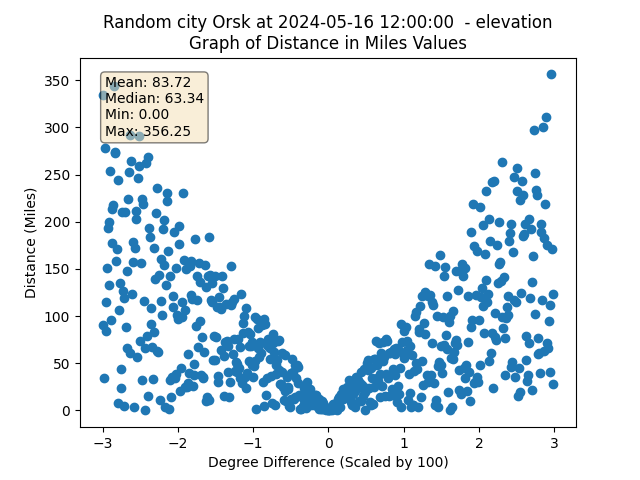 Random city Orsk at 2024-05-16 12:00:00  - elevation
Graph of Distance in Miles Values
Mean: 83.72
Median: 63.34
Min: 0.00
Max: 356.25
350
300
250
200
150
100
50
0
Distance (Miles)
−3 −2 −1 0 1 2 3
Degree Difference (Scaled by 100)